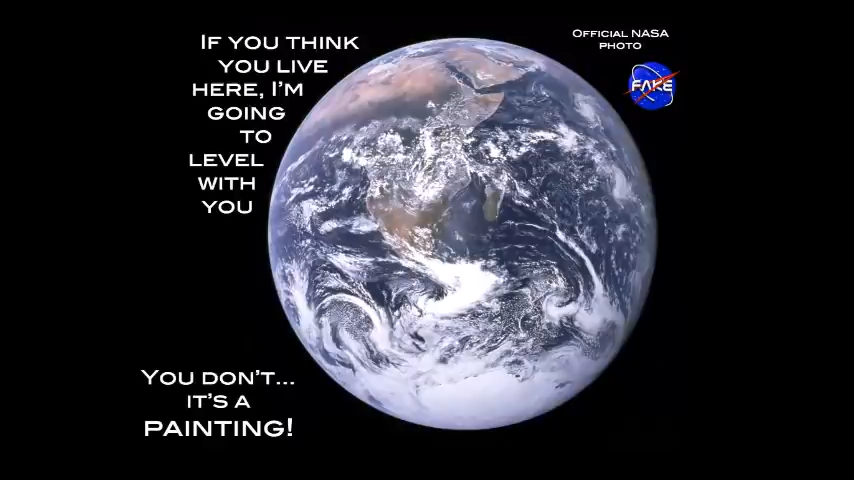 IF YOU THINK
YOU LIVE
HERE, I'M
GOING
TO
LEVEL
WITH
YOU
OFFICIAL NASA
PHOTO
FAKE
YOU DON'T...
IT'S A
PAINTING!